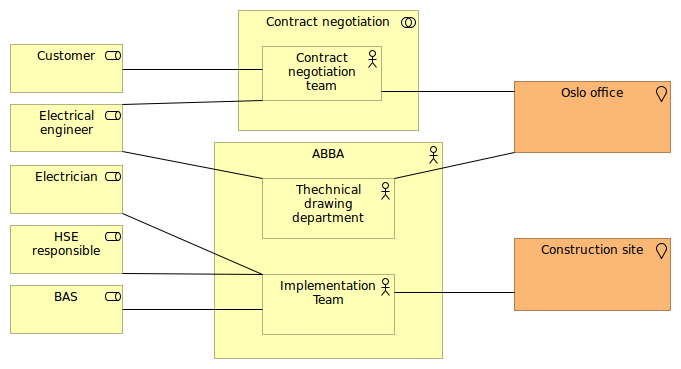 Contract negotiation
Customer
Contract
negotiation
team
Oslo office
Electrical
engineer
ABBA
Electrician
Thechnical
drawing
department
HSE
responsible
Construction site
BAS
Implementation
Team